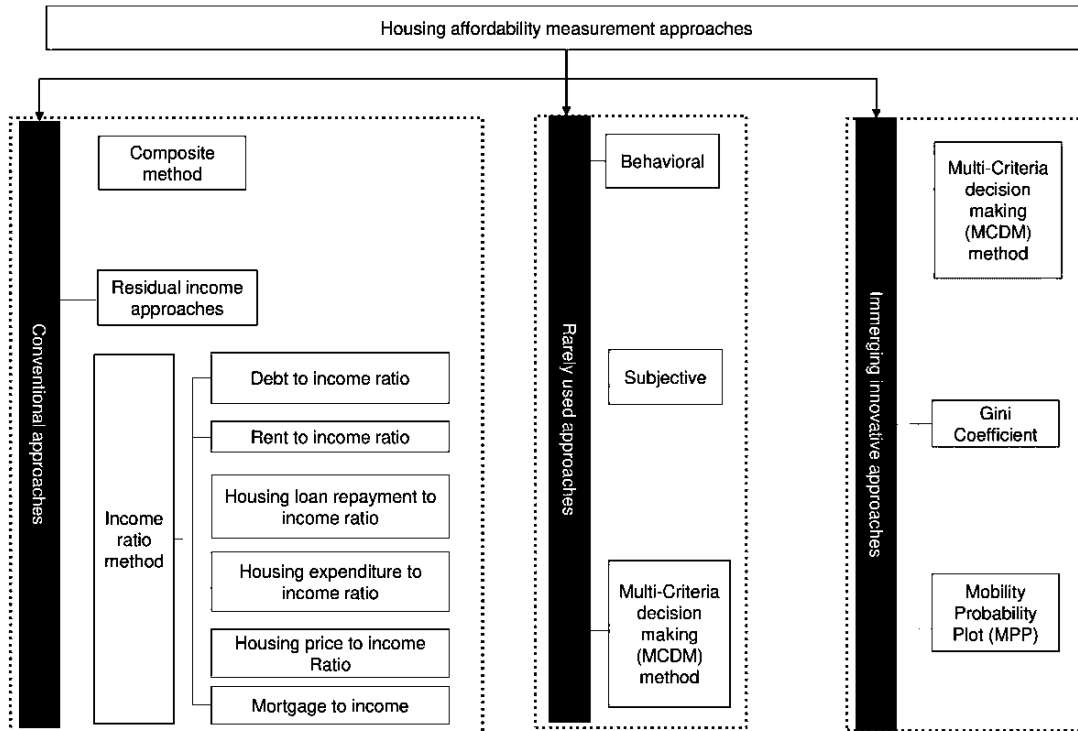 Housing affordability measurement approaches
Conventional approaches
Composite
method
Residual income
approaches
Income
ratio
method
Debt to income ratio
Rent to income ratio
Housing loan repayment to
income ratio
Housing expenditure to
income ratio
Housing price to income
Ratio
Mortgage to income
Rarely used approaches
Behavioral
Subjective
Multi-Criteria
decision
making
(MCDM)
method
Immerging innovative approaches
Multi-Criteria
decision
making
(MCDM)
method
Gini
Coefficient
Mobility
Probability
Plot (MPP)